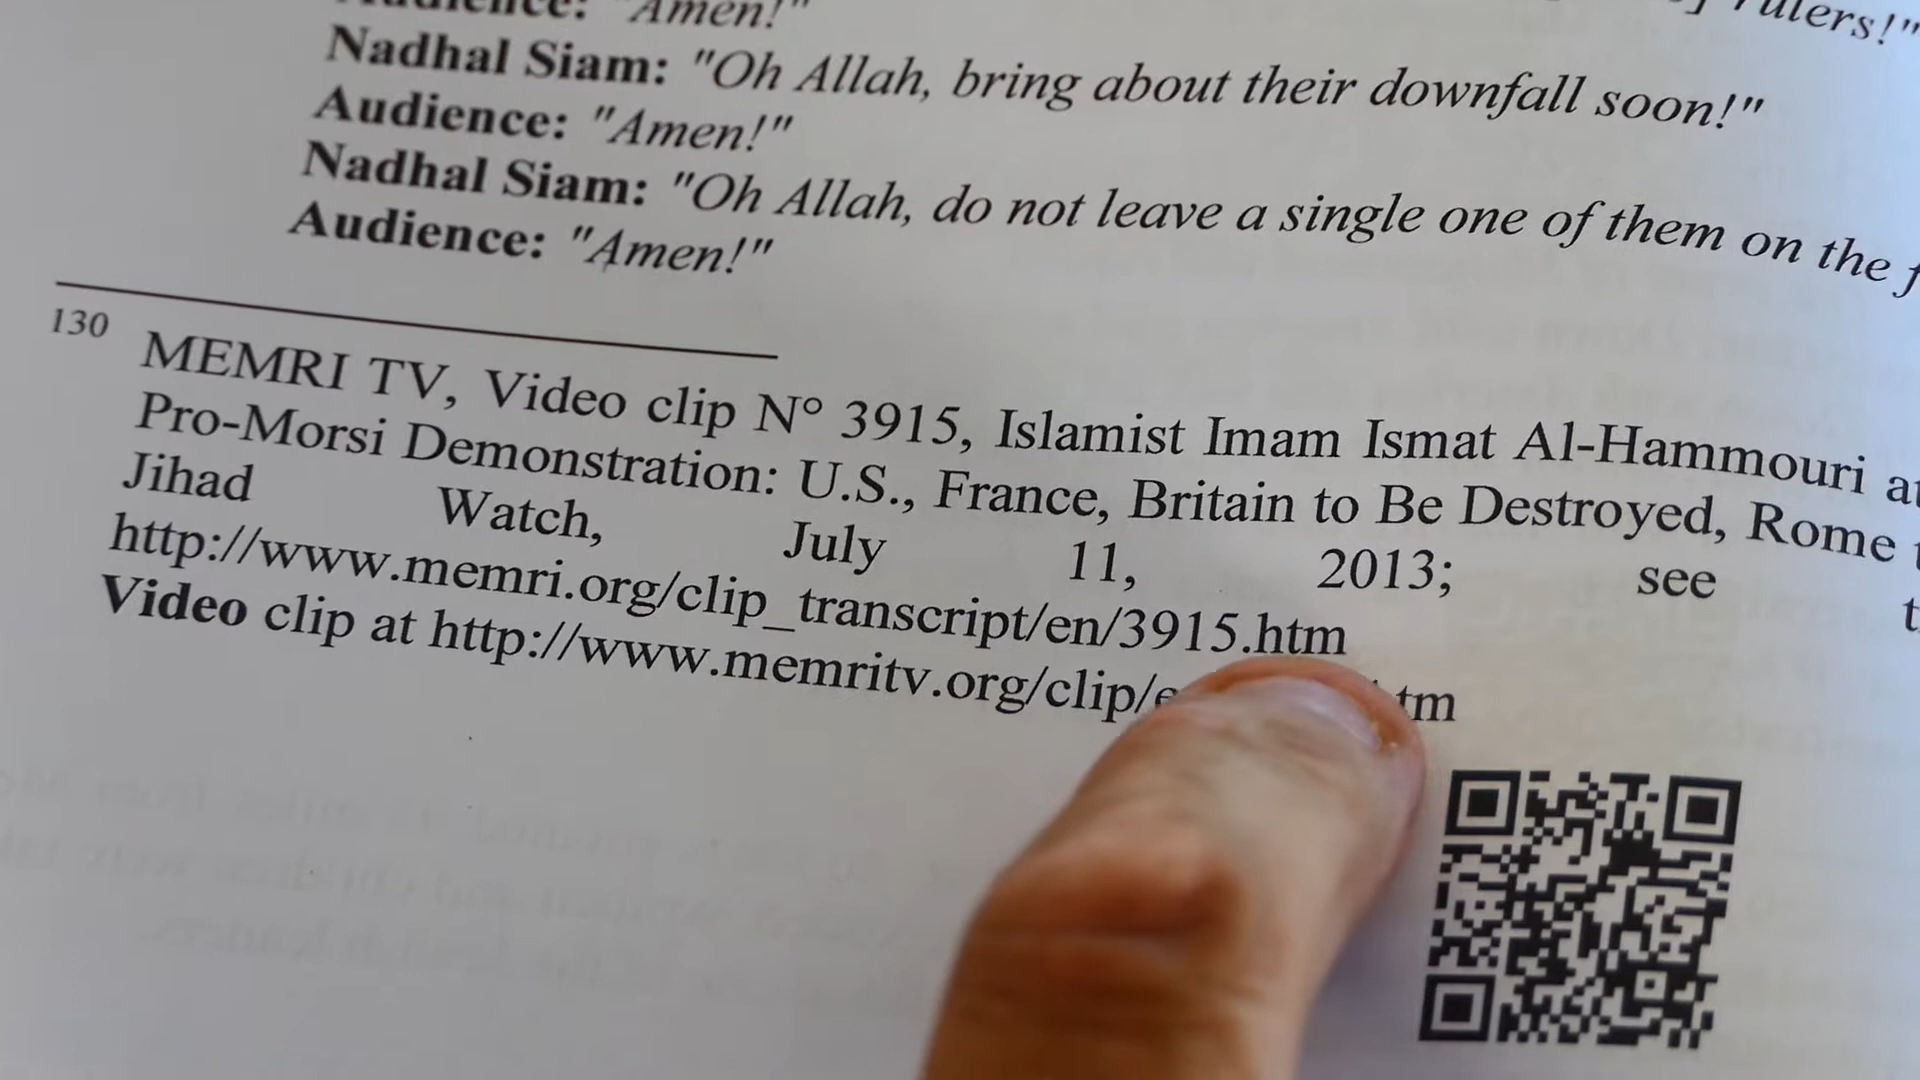 Audience: "Amen!"
rulers!"
Nadhal Siam: "Oh Allah, bring about their downfall soon!"
Audience: "Amen!"
Nadhal Siam: "Oh Allah, do not leave a single one of them on the
Audience: "Amen!"
130 MEMRI TV, Video clip N° 3915, Islamist Imam Ismat Al-Hammouri
Pro-Morsi Demonstration: U.S., France, Britain to Be Destroyed, Rome
Jihad Watch, July 11, 2013; see
http://www.memri.org/clip_transcript/en/3915.htm
Video clip at http://www.memritv.org/clip/